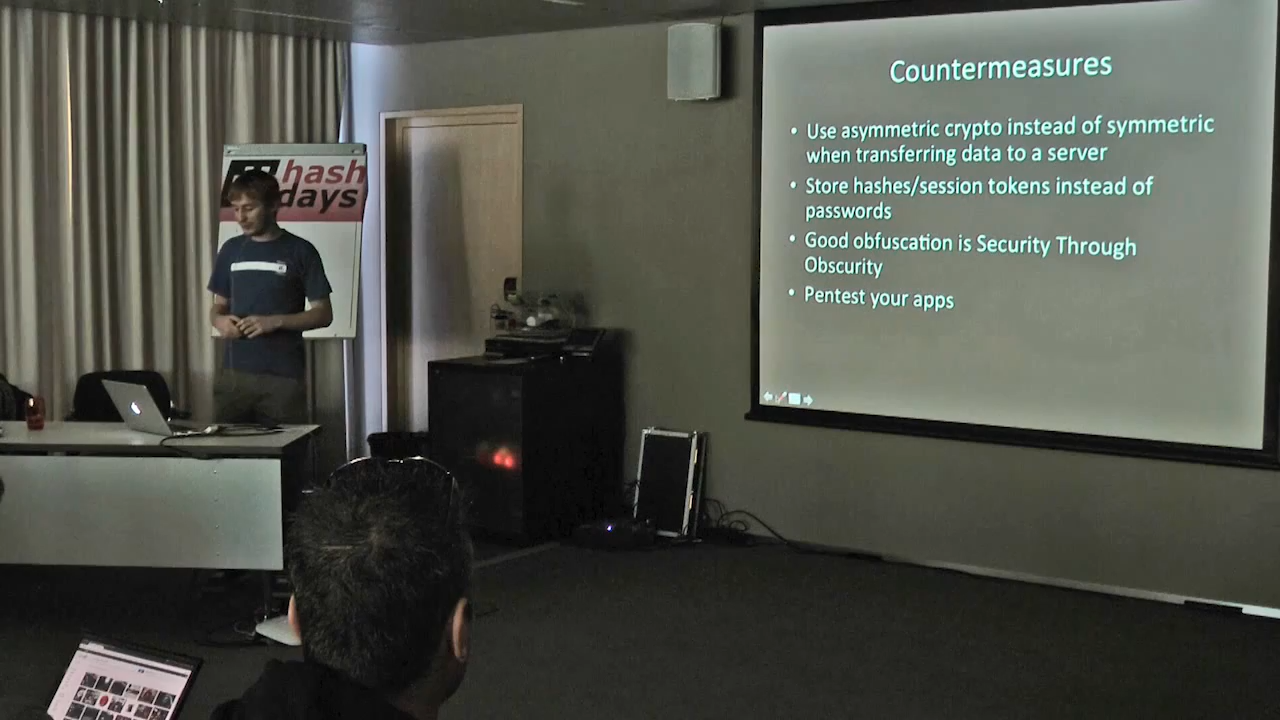 hash
days
Countermeasures
• Use asymmetric crypto instead of symmetric
when transferring data to a server
• Store hashes/session tokens instead of
passwords
• Good obfuscation is Security Through
Obscurity
• Pentest your apps